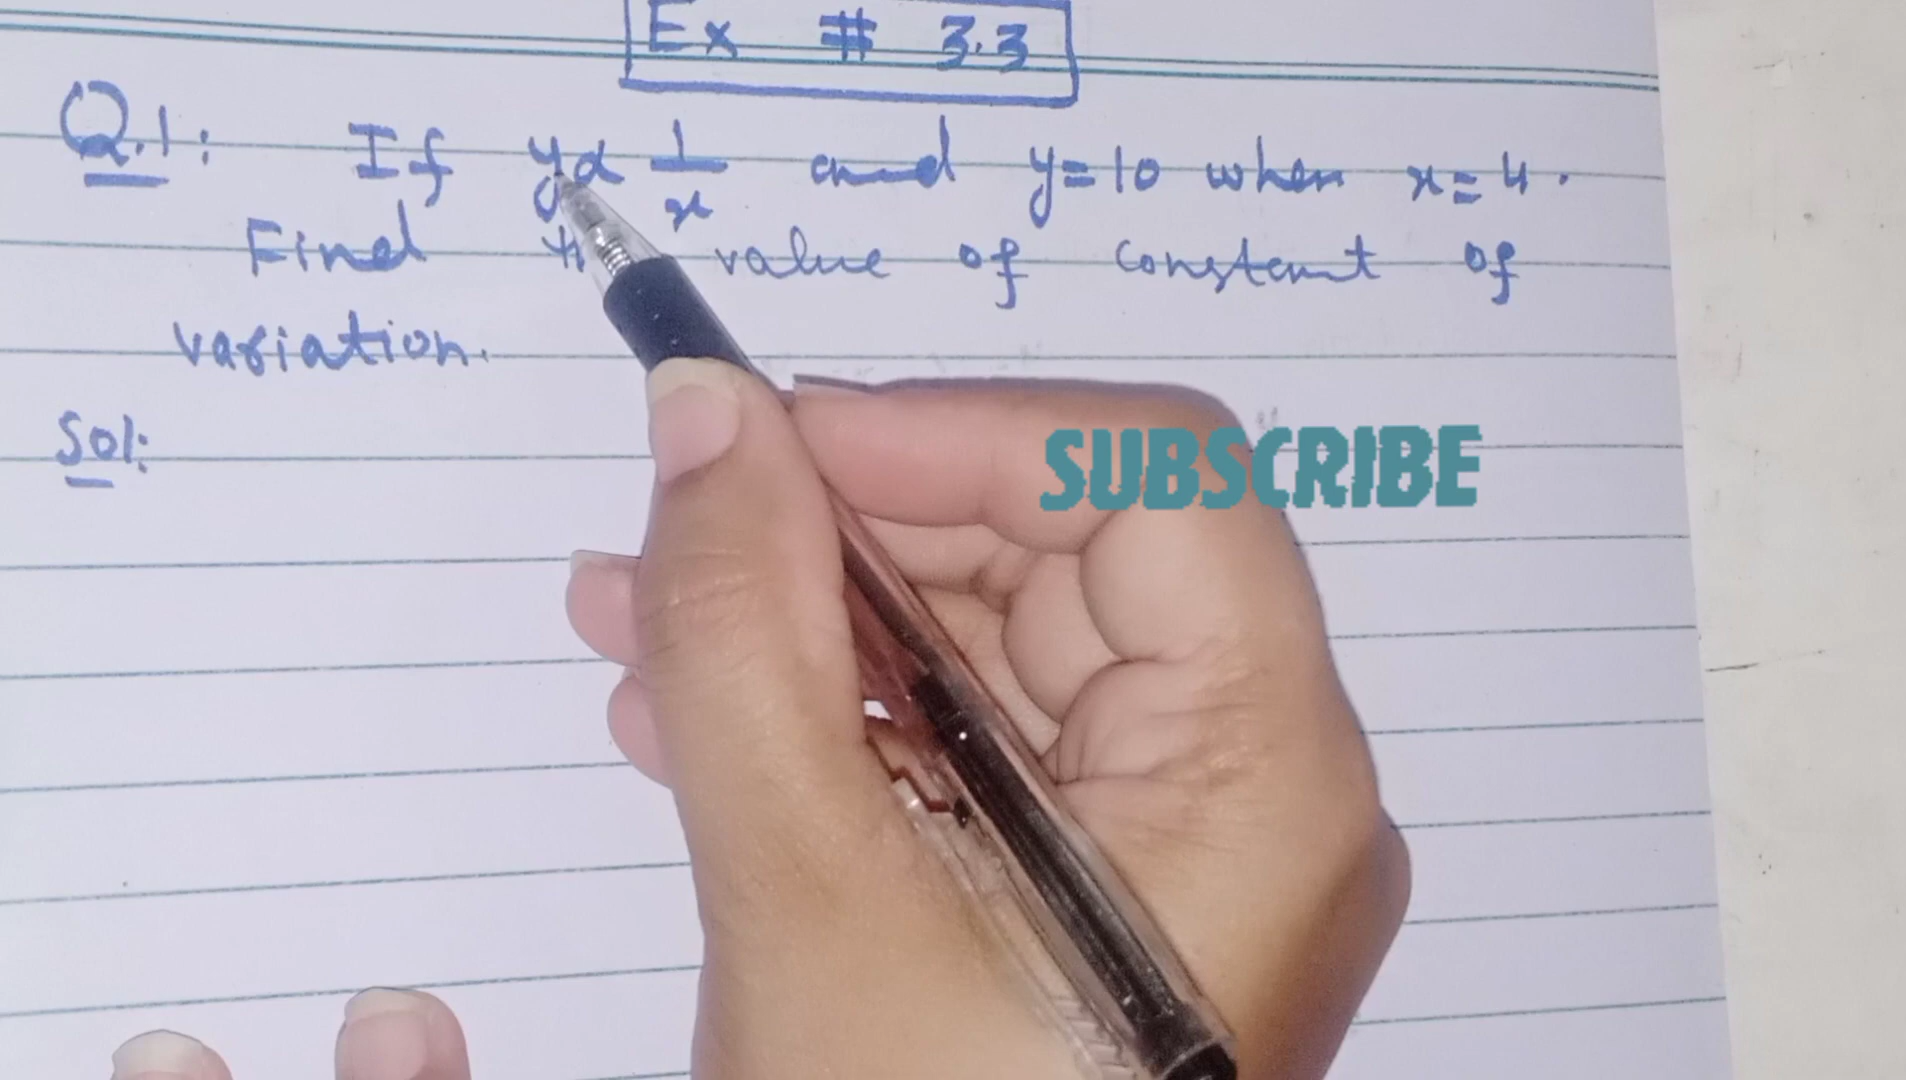 Ex # 3.3
Q.1: If y∝ 1/x and y=10 when x=4.
Find value of constant of
variation.
Sol:
SUBSCRIBE